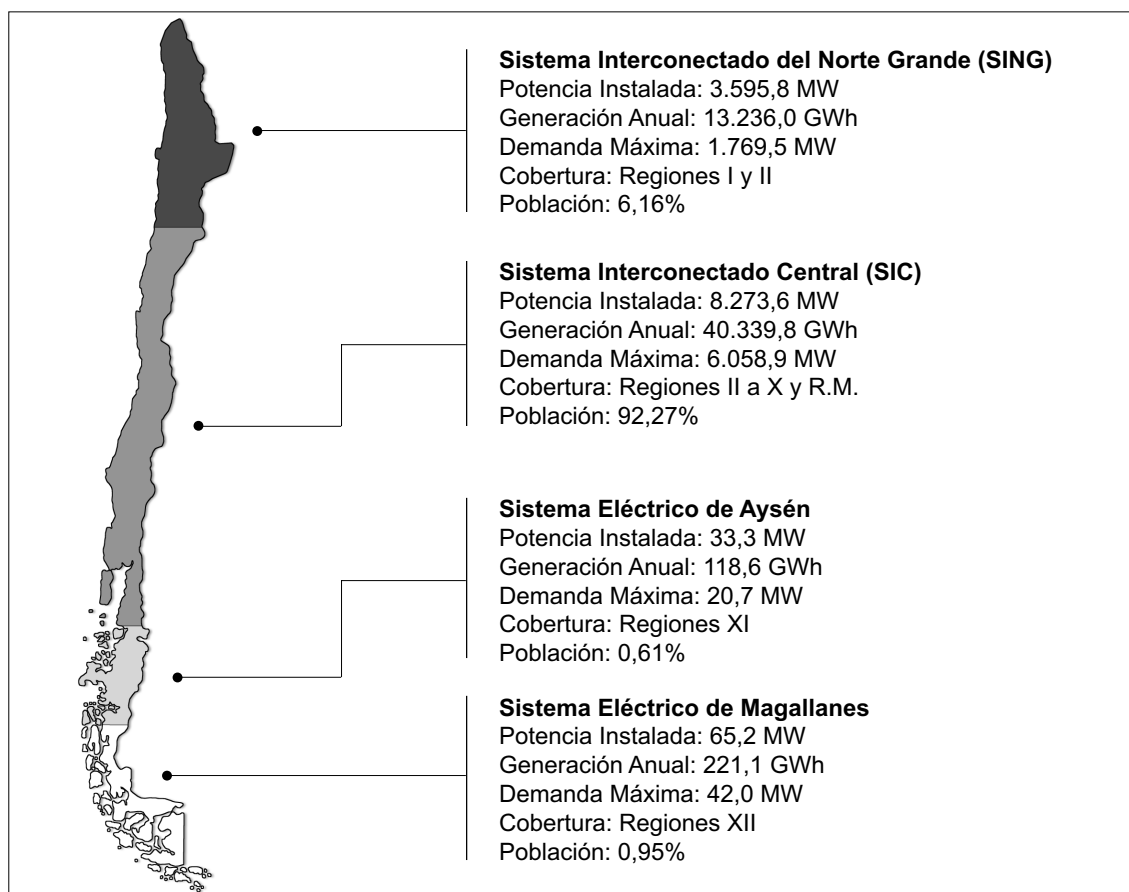 Sistema Interconectado del Norte Grande (SING)
Potencia Instalada: 3.595,8 MW
Generación Anual: 13.236,0 GWh
Demanda Máxima: 1.769,5 MW
Cobertura: Regiones I y II
Población: 6,16%
Sistema Interconectado Central (SIC)
Potencia Instalada: 8.273,6 MW
Generación Anual: 40.339,8 GWh
Demanda Máxima: 6.058,9 MW
Cobertura: Regiones II a X y R.M.
Población: 92,27%
Sistema Eléctrico de Aysén
Potencia Instalada: 33,3 MW
Generación Anual: 118,6 GWh
Demanda Máxima: 20,7 MW
Cobertura: Regiones XI
Población: 0,61%
Sistema Eléctrico de Magallanes
Potencia Instalada: 65,2 MW
Generación Anual: 221,1 GWh
Demanda Máxima: 42,0 MW
Cobertura: Regiones XII
Población: 0,95%